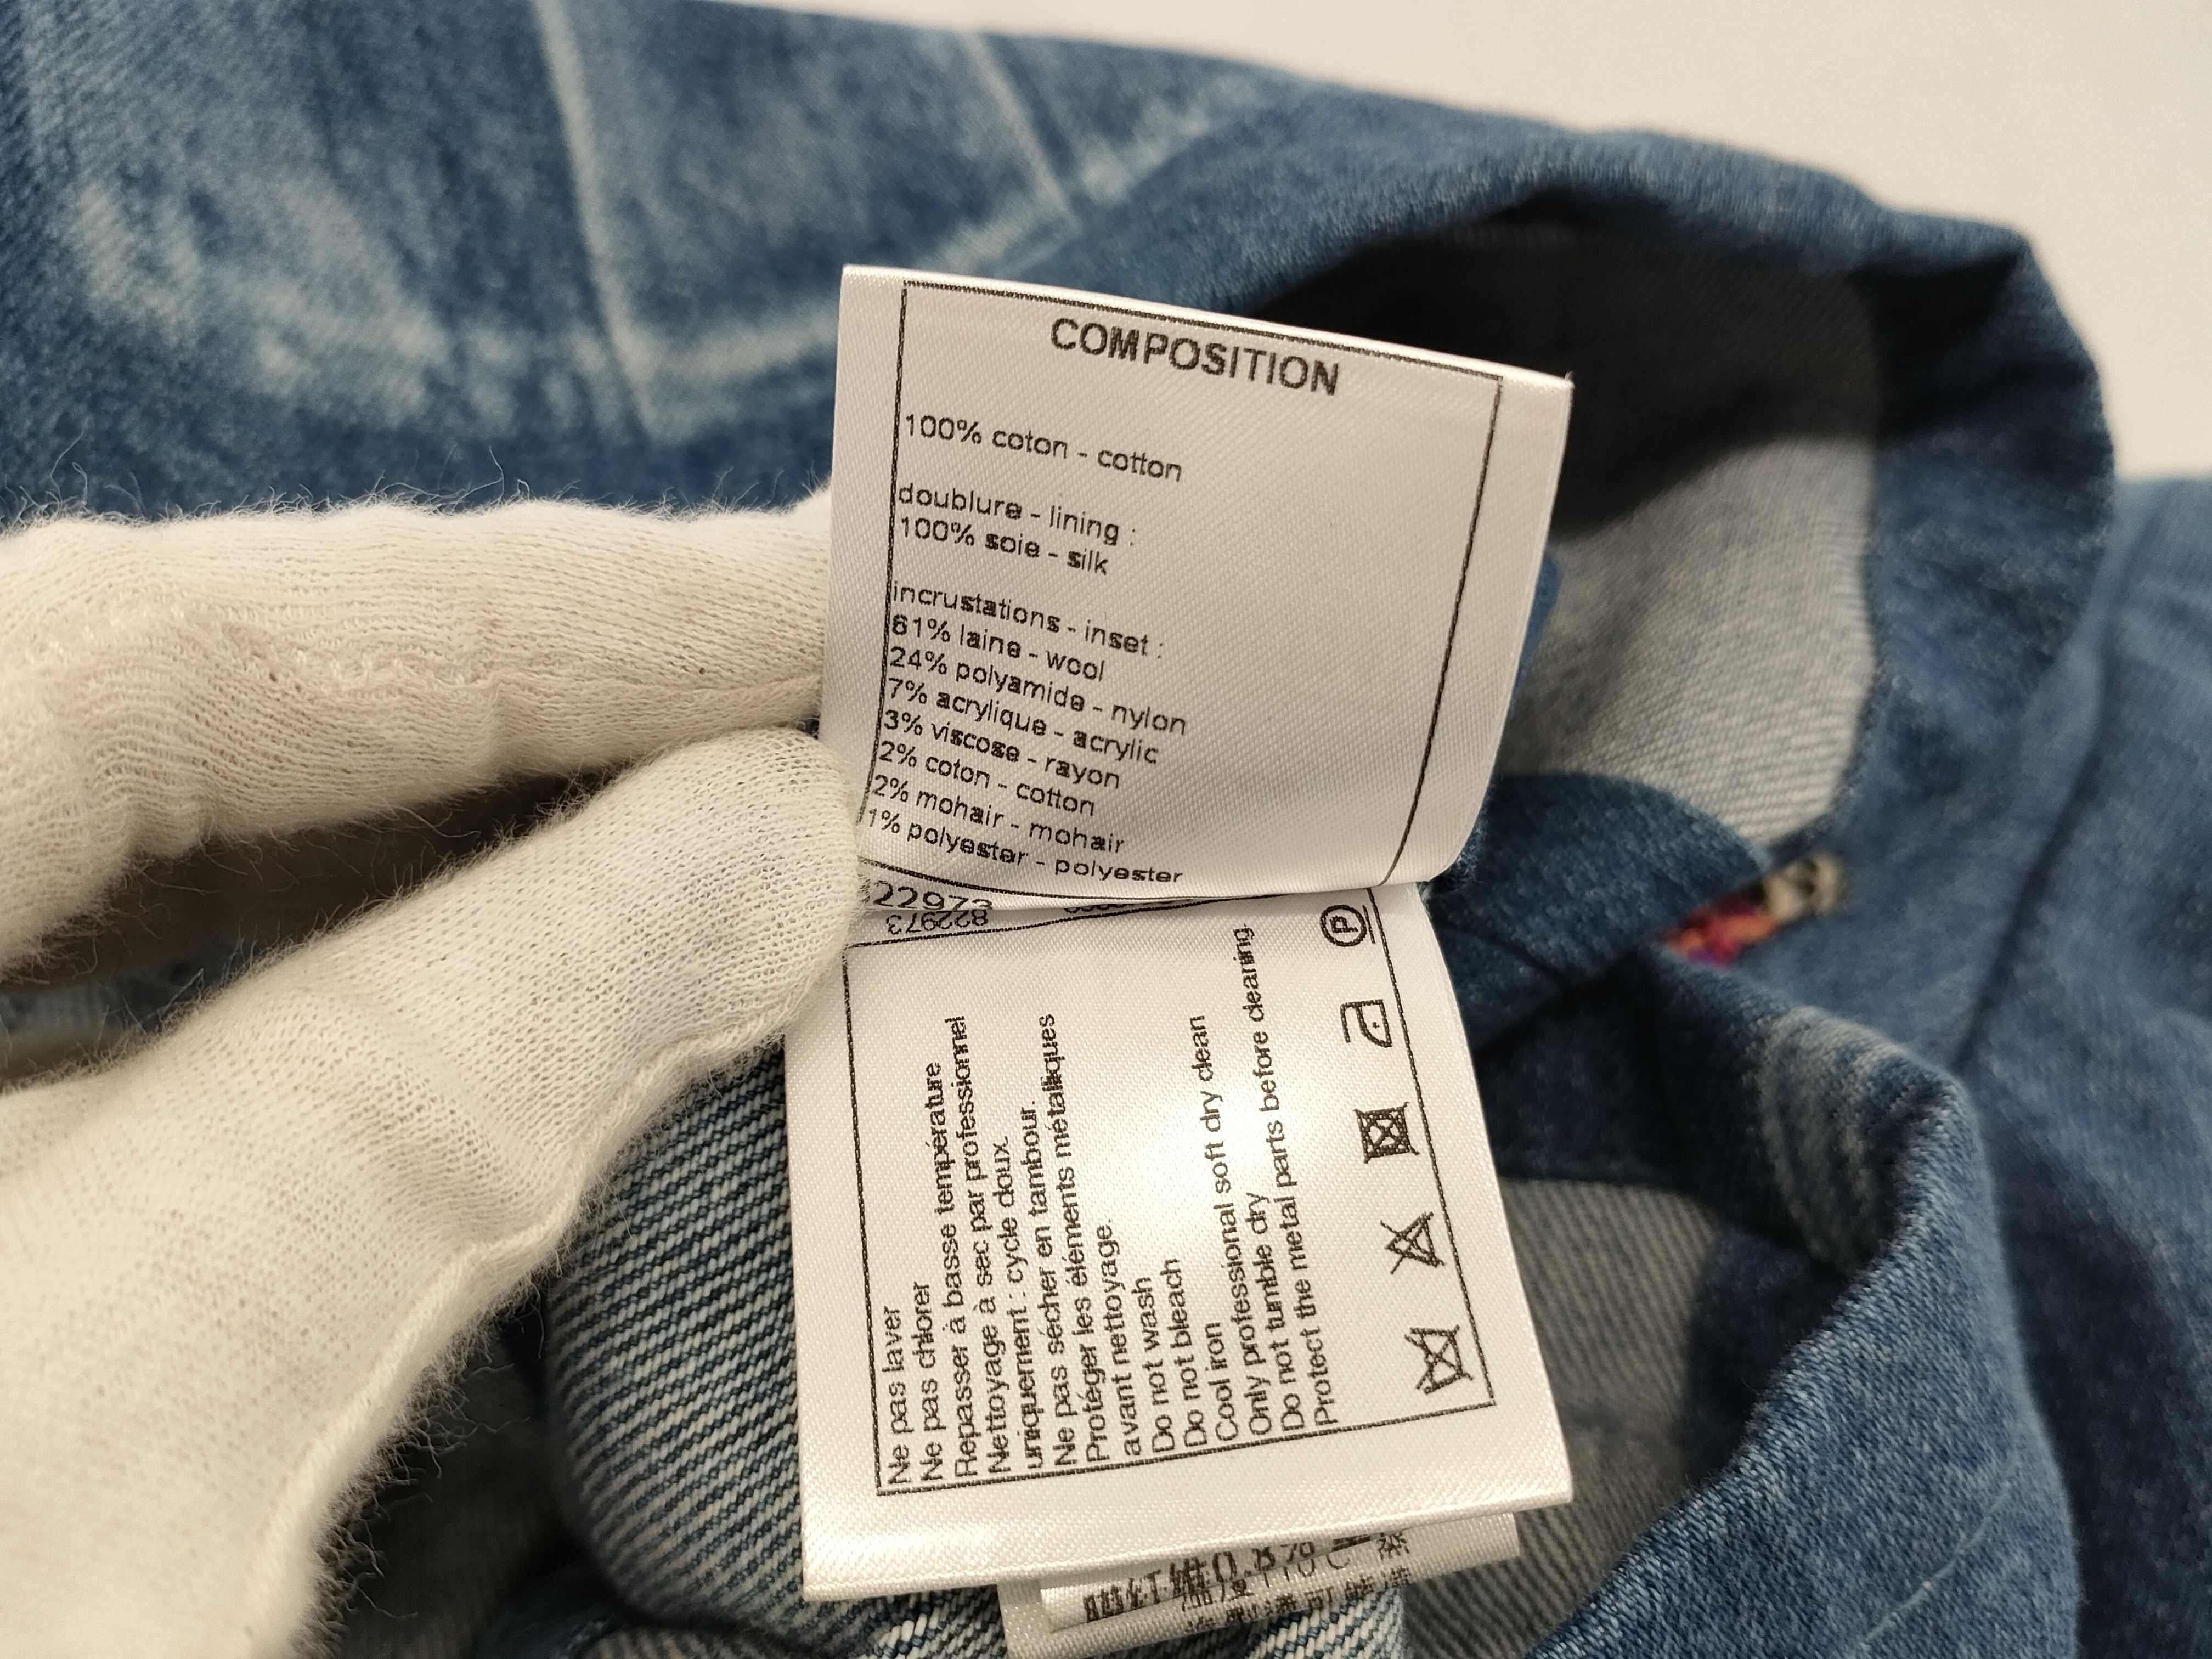 COMPOSITION
100% coton - cotton
doublure - lining :
100% soie - silk
incrustations - inset :
61% laine - wool
24% polyamide - nylon
7% acrylique - acrylic
3% viscose - rayon
2% coton - cotton
2% mohair - mohair
1% polyester - polyester
822973
Ne pas laver
Ne pas chlorer
Repasser à basse température
Nettoyage à sec par professionnel
uniquement : cycle doux.
Ne pas sécher en tambour.
Protéger les éléments métalliques
avant nettoyage.
Do not wash
Do not bleach
Cool iron
Only professional soft dry clean
Do not tumble dry
Protect the metal parts before cleaning
P